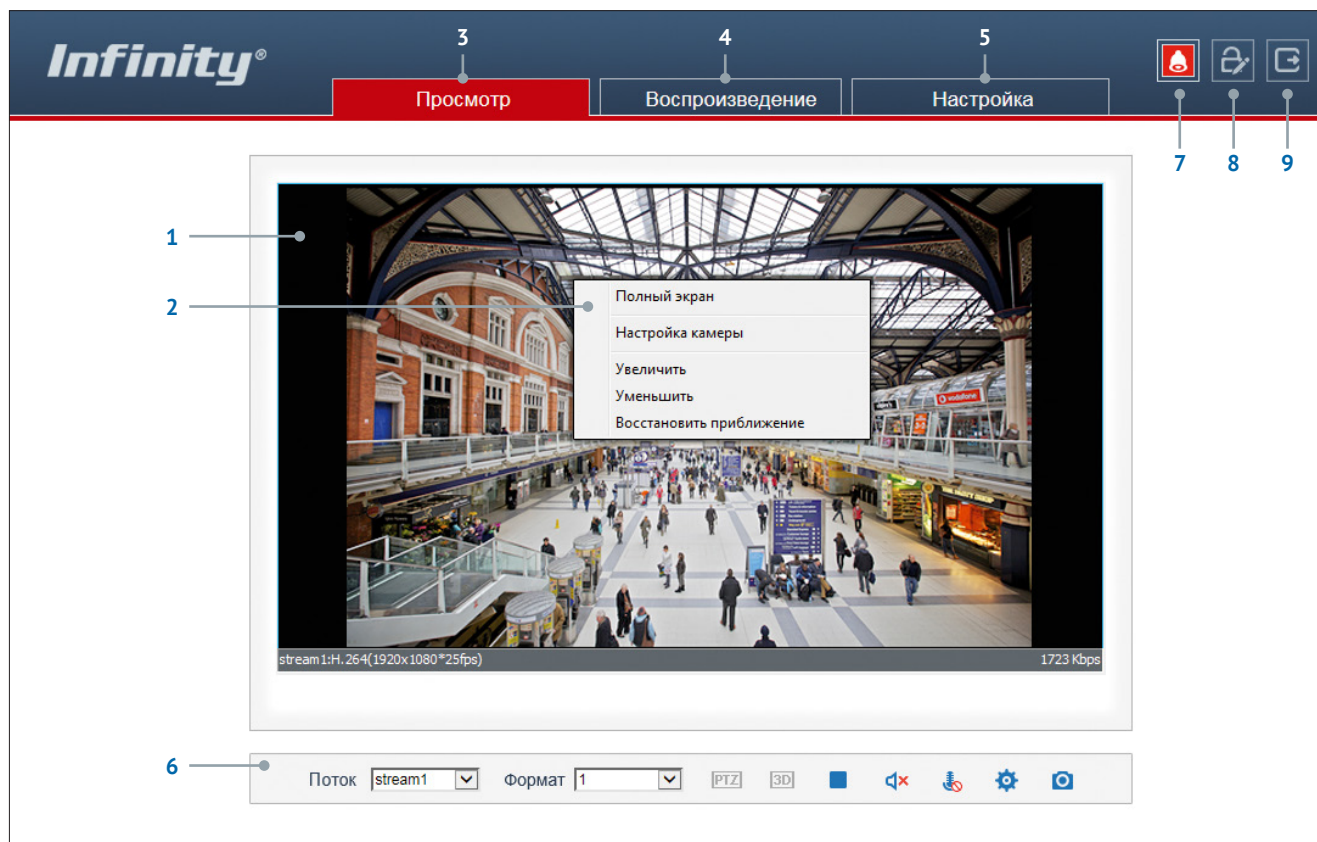 Infinity®
3
4
5
Просмотр
Воспроизведение
Настройка
7
8
9
1
2
Полный экран
Настройка камеры
Увеличить
Уменьшить
Восстановить приближение
vodafone
stream1:H.264(1920x1080*25fps)
1723 Kbps
6
Поток stream1
Формат 1
PTZ
3D